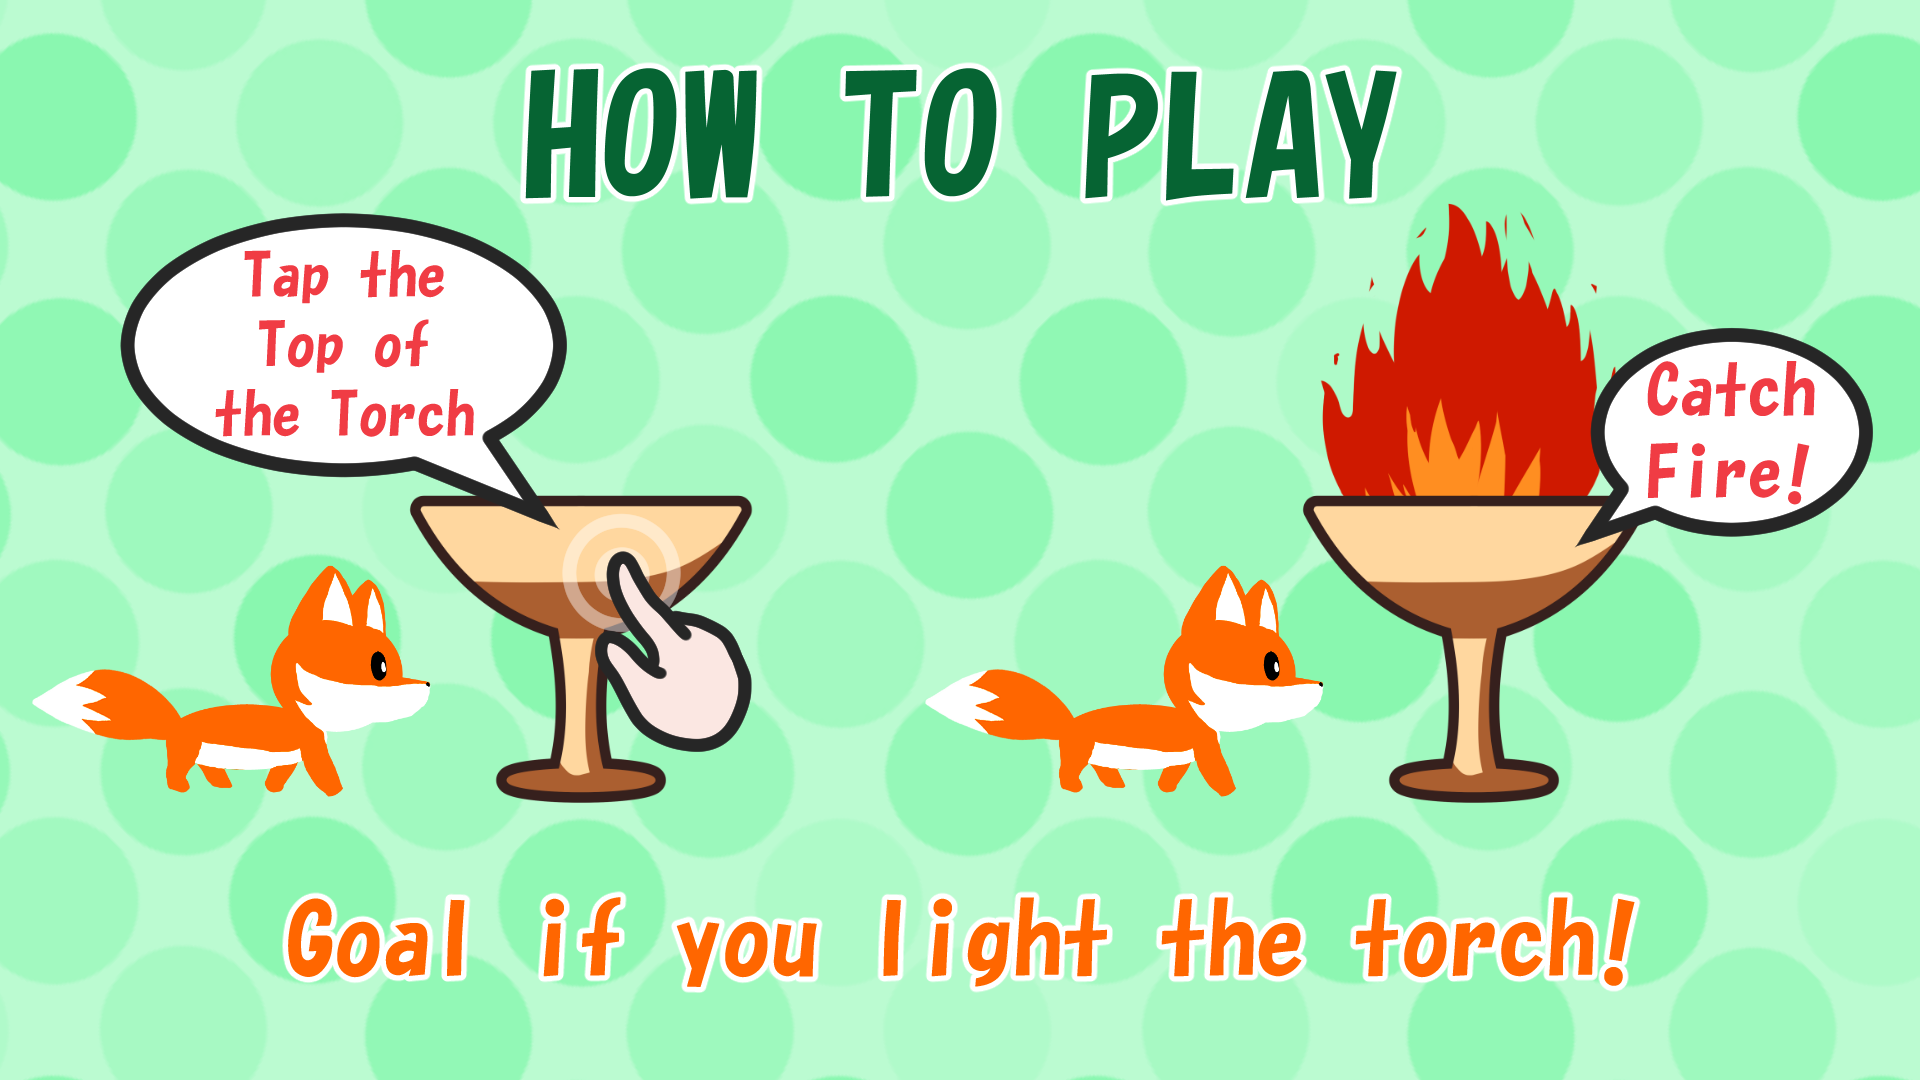 HOW TO PLAY
Tap the
Top of
the Torch
Catch
Fire!
Goal if you light the torch!